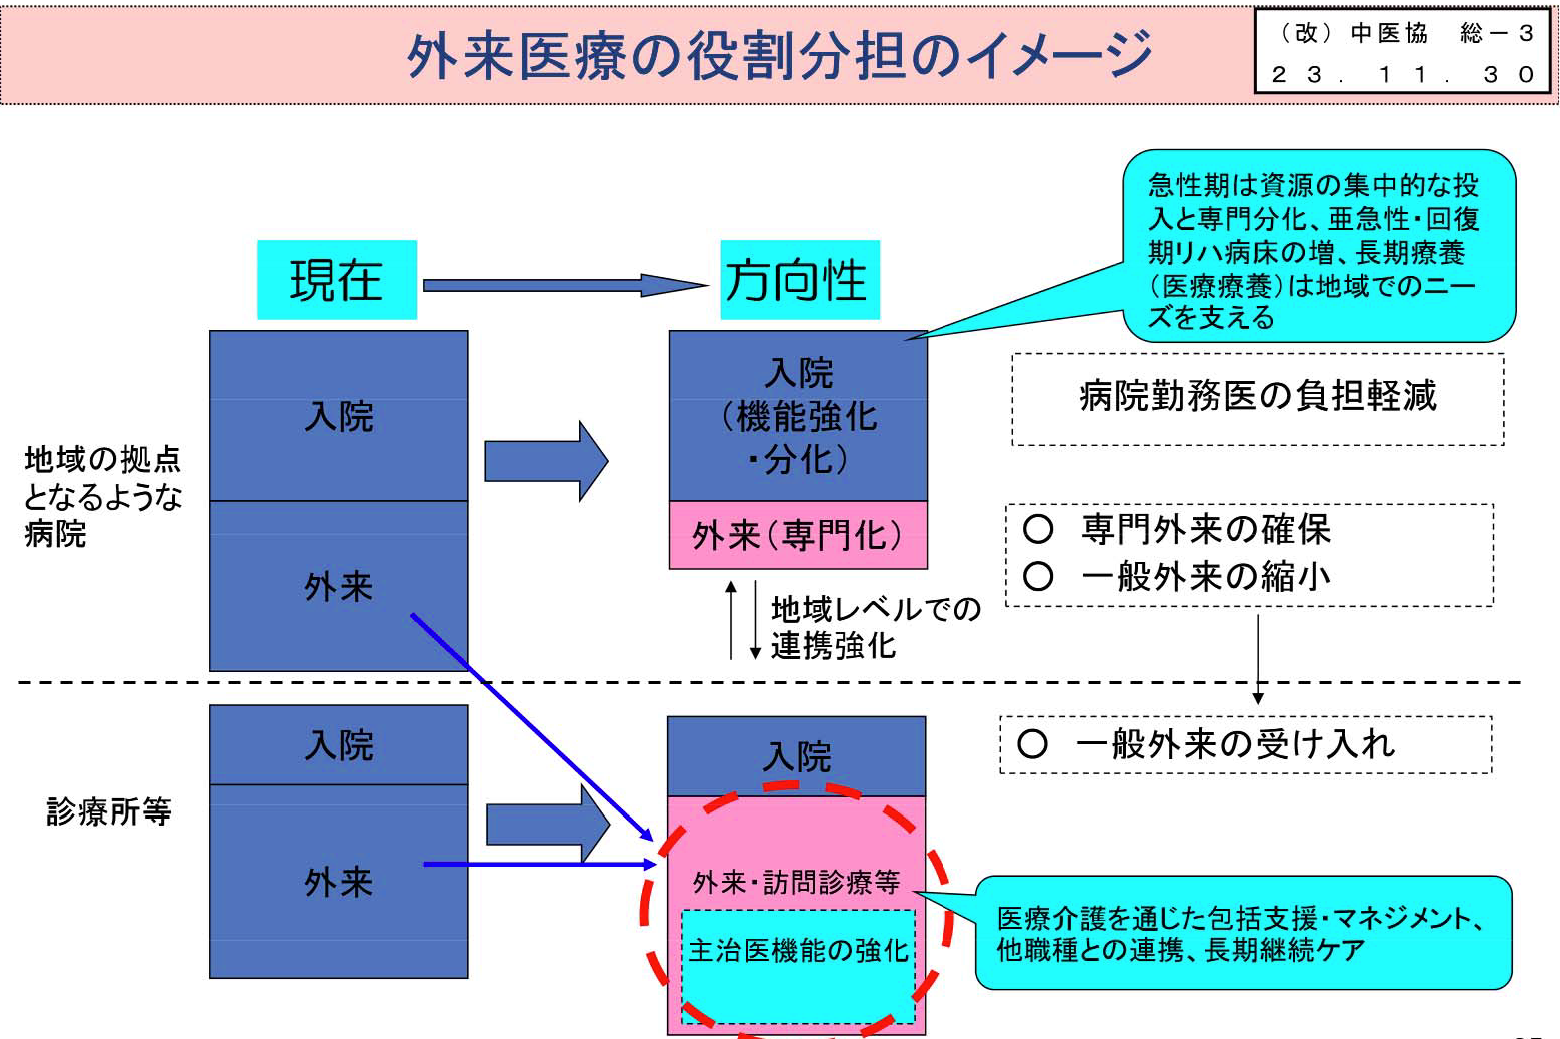 外来医療の役割分担のイメージ
（改）中医協　総－３
２３．１１．３０
急性期は資源の集中的な投
入と専門分化、亜急性・回復
期リハ病床の増、長期療養
（医療療養）は地域でのニー
ズを支える
現在
方向性
入院
入院
（機能強化
・分化）
病院勤務医の負担軽減
地域の拠点
となるような
病院
外来
外来（専門化）
○　専門外来の確保
○　一般外来の縮小
地域レベルでの
連携強化
入院
入院
○　一般外来の受け入れ
診療所等
外来
外来・訪問診療等
主治医機能の強化
医療介護を通じた包括支援・マネジメント、
他職種との連携、長期継続ケア